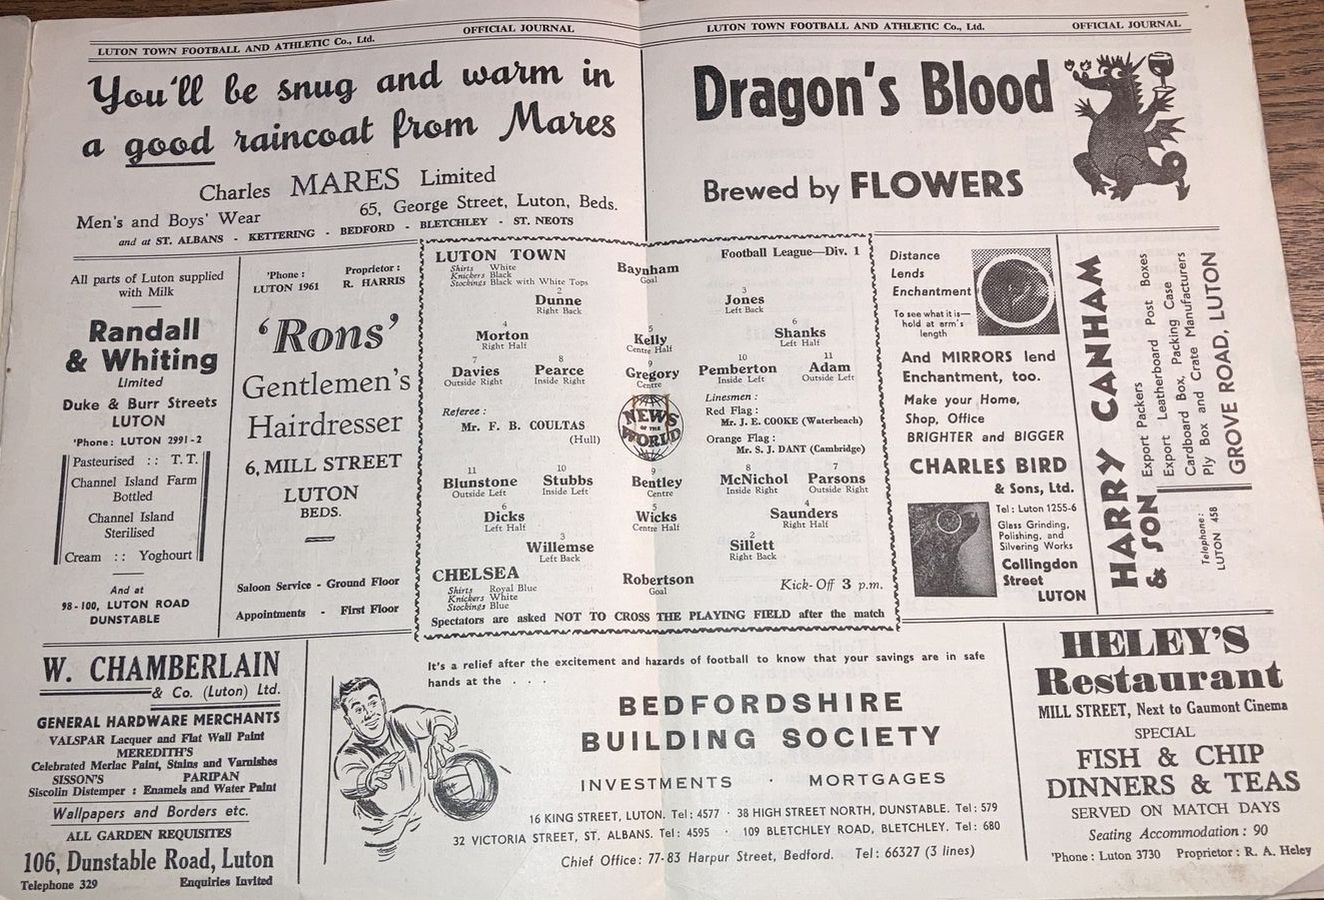 LUTON TOWN FOOTBALL AND ATHLETIC Co., Ltd. OFFICIAL JOURNAL
You'll be snug and warm in
a good raincoat from Mares
Charles MARES Limited
Men's and Boys' Wear 65, George Street, Luton, Beds.
and at ST. ALBANS - KETTERING - BEDFORD - BLETCHLEY - ST. NEOTS
LUTON TOWN FOOTBALL AND ATHLETIC Co., Ltd. OFFICIAL JOURNAL
Dragon's Blood
Brewed by FLOWERS
All parts of Luton supplied
with Milk
Randall
& Whiting
Limited
Duke & Burr Streets
LUTON
'Phone: LUTON 2991-2
Pasteurised :: T. T.
Channel Island Farm
Bottled
Channel Island
Sterilised
Cream :: Yoghourt
And at
98-100, LUTON ROAD
DUNSTABLE
'Phone : Proprietor :
LUTON 1961 R. HARRIS
'Rons'
Gentlemen's
Hairdresser
6, MILL STREET
LUTON
BEDS.
Saloon Service - Ground Floor
Appointments - First Floor
LUTON TOWN Football League—Div. 1
Shirts White
Knickers Black
Stockings Black with White Tops
Baynham
Goal
2 3
Dunne Jones
Right Back Left Back
4 5 6
Morton Kelly Shanks
Right Half Centre Half Left Half
7 8 9 10 11
Davies Pearce Gregory Pemberton Adam
Outside Right Inside Right Centre Inside Left Outside Left
Referee :
Mr. F. B. COULTAS
(Hull)
NEWS
OF THE
WORLD
Linesmen :
Red Flag :
Mr. J. E. COOKE (Waterbeach)
Orange Flag :
Mr. S. J. DANT (Cambridge)
11 10 9 8 7
Blunstone Stubbs Bentley McNichol Parsons
Outside Left Inside Left Centre Inside Right Outside Right
6 5 4
Dicks Wicks Saunders
Left Half Centre Half Right Half
3 2
Willemse Sillett
Left Back Right Back
CHELSEA Robertson Kick-Off 3 p.m.
Goal
Shirts Royal Blue
Knickers White
Stockings Blue
Spectators are asked NOT TO CROSS THE PLAYING FIELD after the match
Distance
Lends
Enchantment
To see what it is—
hold at arm's
length
And MIRRORS lend
Enchantment, too.
Make your Home,
Shop, Office
BRIGHTER and BIGGER
CHARLES BIRD
& Sons, Ltd.
Tel : Luton 1255-6
Glass Grinding,
Polishing, and
Silvering Works
Collingdon
Street
LUTON
HARRY CANHAM
& SON
Export Packers
Export Leatherboard Post Boxes
Cardboard Box, Packing Case
Ply Box and Crate Manufacturers
GROVE ROAD, LUTON
Telephone :
LUTON 458
W. CHAMBERLAIN
& Co. (Luton) Ltd.
GENERAL HARDWARE MERCHANTS
VALSPAR Lacquer and Flat Wall Paint
MEREDITH'S
Celebrated Merlac Paint, Stains and Varnishes
SISSON'S PARIPAN
Siscolin Distemper : Enamels and Water Paint
Wallpapers and Borders etc.
ALL GARDEN REQUISITES
106, Dunstable Road, Luton
Telephone 329 Enquiries Invited
It's a relief after the excitement and hazards of football to know that your savings are in safe
hands at the . . .
BEDFORDSHIRE
BUILDING SOCIETY
INVESTMENTS · MORTGAGES
16 KING STREET, LUTON. Tel: 4577 · 38 HIGH STREET NORTH, DUNSTABLE. Tel: 579
32 VICTORIA STREET, ST. ALBANS. Tel: 4595 · 109 BLETCHLEY ROAD, BLETCHLEY. Tel: 680
Chief Office: 77-83 Harpur Street, Bedford. Tel: 66327 (3 lines)
HELEY'S
Restaurant
MILL STREET, Next to Gaumont Cinema
SPECIAL
FISH & CHIP
DINNERS & TEAS
SERVED ON MATCH DAYS
Seating Accommodation : 90
'Phone : Luton 3730 Proprietor : R. A. Heley